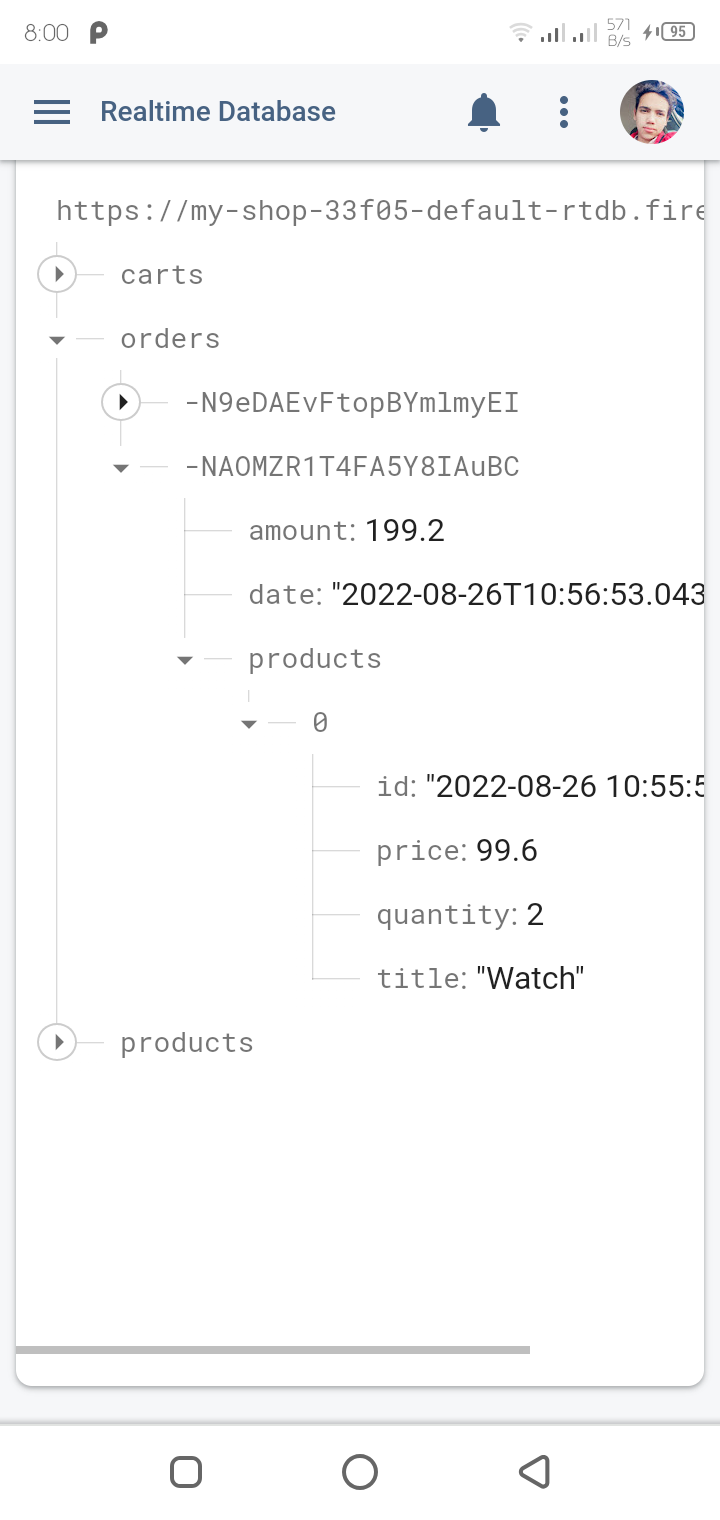 8:00 571 B/s 95
Realtime Database
https://my-shop-33f05-default-rtdb.fire
carts
orders
-N9eDAEvFtopBYmlmyEI
-NAOMZR1T4FA5Y8IAuBC
amount: 199.2
date: "2022-08-26T10:56:53.043
products
0
id: "2022-08-26 10:55:5
price: 99.6
quantity: 2
title: "Watch"
products